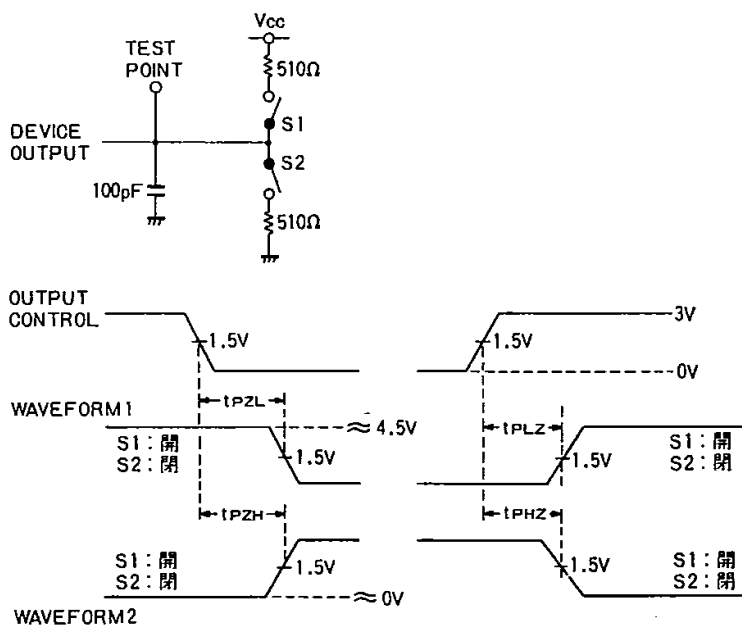 Vcc
TEST
POINT
510Ω
S1
DEVICE
OUTPUT
S2
100pF
510Ω
OUTPUT
CONTROL
3V
1.5V
1.5V
0V
tPZL
WAVEFORM1
≈ 4.5V
tPLZ
S1:開
S2:閉
1.5V
1.5V
S1:開
S2:閉
tPZH
tPHZ
S1:開
S2:閉
1.5V
1.5V
S1:開
S2:閉
≈ 0V
WAVEFORM2